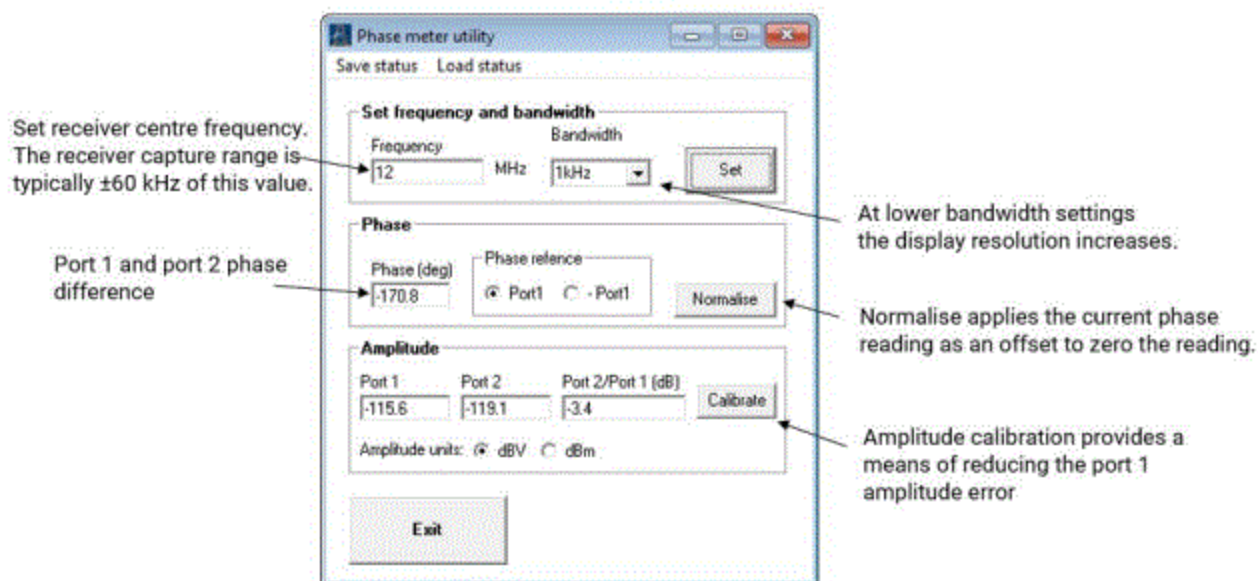 Phase meter utility
Save status Load status
Set frequency and bandwidth
Frequency
12
MHz
Bandwidth
1kHz
Set
Set receiver centre frequency.
The receiver capture range is
typically ±60 kHz of this value.
At lower bandwidth settings
the display resolution increases.
Phase
Phase (deg)
-170.8
Phase refence
Port1 - Port1
Normalise
Port 1 and port 2 phase
difference
Normalise applies the current phase
reading as an offset to zero the reading.
Amplitude
Port 1 Port 2 Port 2/Port 1 (dB)
-115.6 -119.1 -3.4
Calibrate
Amplitude units: dBV dBm
Amplitude calibration provides a
means of reducing the port 1
amplitude error
Exit